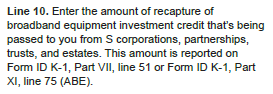 Line 10. Enter the amount of recapture of
broadband equipment investment credit that's being
passed to you from S corporations, partnerships,
trusts, and estates. This amount is reported on
Form ID K-1, Part VII, line 51 or Form ID K-1, Part
XI, line 75 (ABE).